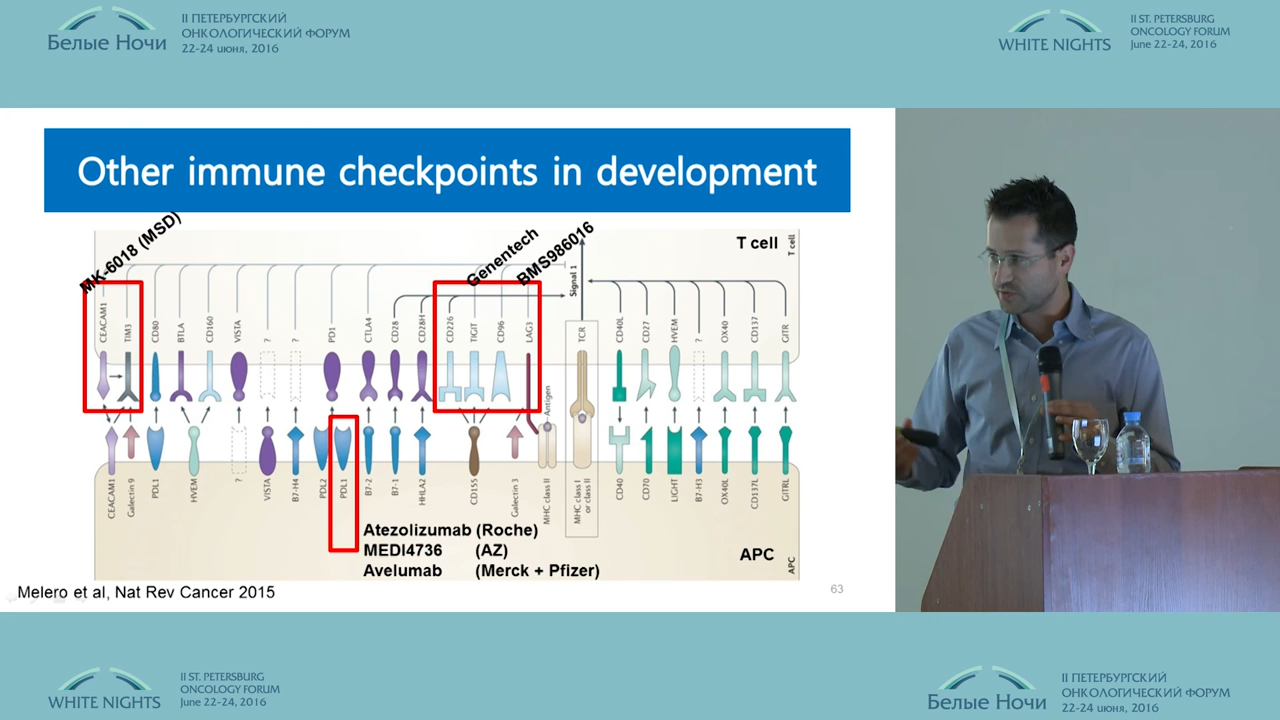 II ПЕТЕРБУРГСКИЙ
ОНКОЛОГИЧЕСКИЙ ФОРУМ
Белые Ночи
22-24 июня, 2016
II ST. PETERSBURG
ONCOLOGY FORUM
WHITE NIGHTS
June 22-24, 2016
Other immune checkpoints in development
MK-6018 (MSD)
Genentech
BMS986016
T cell
T cell
Signal 1
CEACAM1
TIM3
CD80
BTLA
CD160
VISTA
?
?
PD1
CTLA4
CD28
CD28H
CD226
TIGIT
CD96
LAG3
TCR
CD40L
CD27
HVEM
?
OX40
CD137
GITR
Antigen
CEACAM1
Galectin 9
PDL1
HVEM
?
VISTA
B7-H4
PDL2
PDL1
B7-2
B7-1
HHLA2
CD155
Galectin 3
MHC class II
MHC class I
or class II
CD40
CD70
LIGHT
B7-H3
OX40L
CD137L
GITRL
Atezolizumab (Roche)
MEDI4736 (AZ)
Avelumab (Merck + Pfizer)
APC
APC
Melero et al, Nat Rev Cancer 2015
63
II ST. PETERSBURG
ONCOLOGY FORUM
WHITE NIGHTS
June 22-24, 2016
II ПЕТЕРБУРГСКИЙ
ОНКОЛОГИЧЕСКИЙ ФОРУМ
Белые Ночи
22-24 июня, 2016